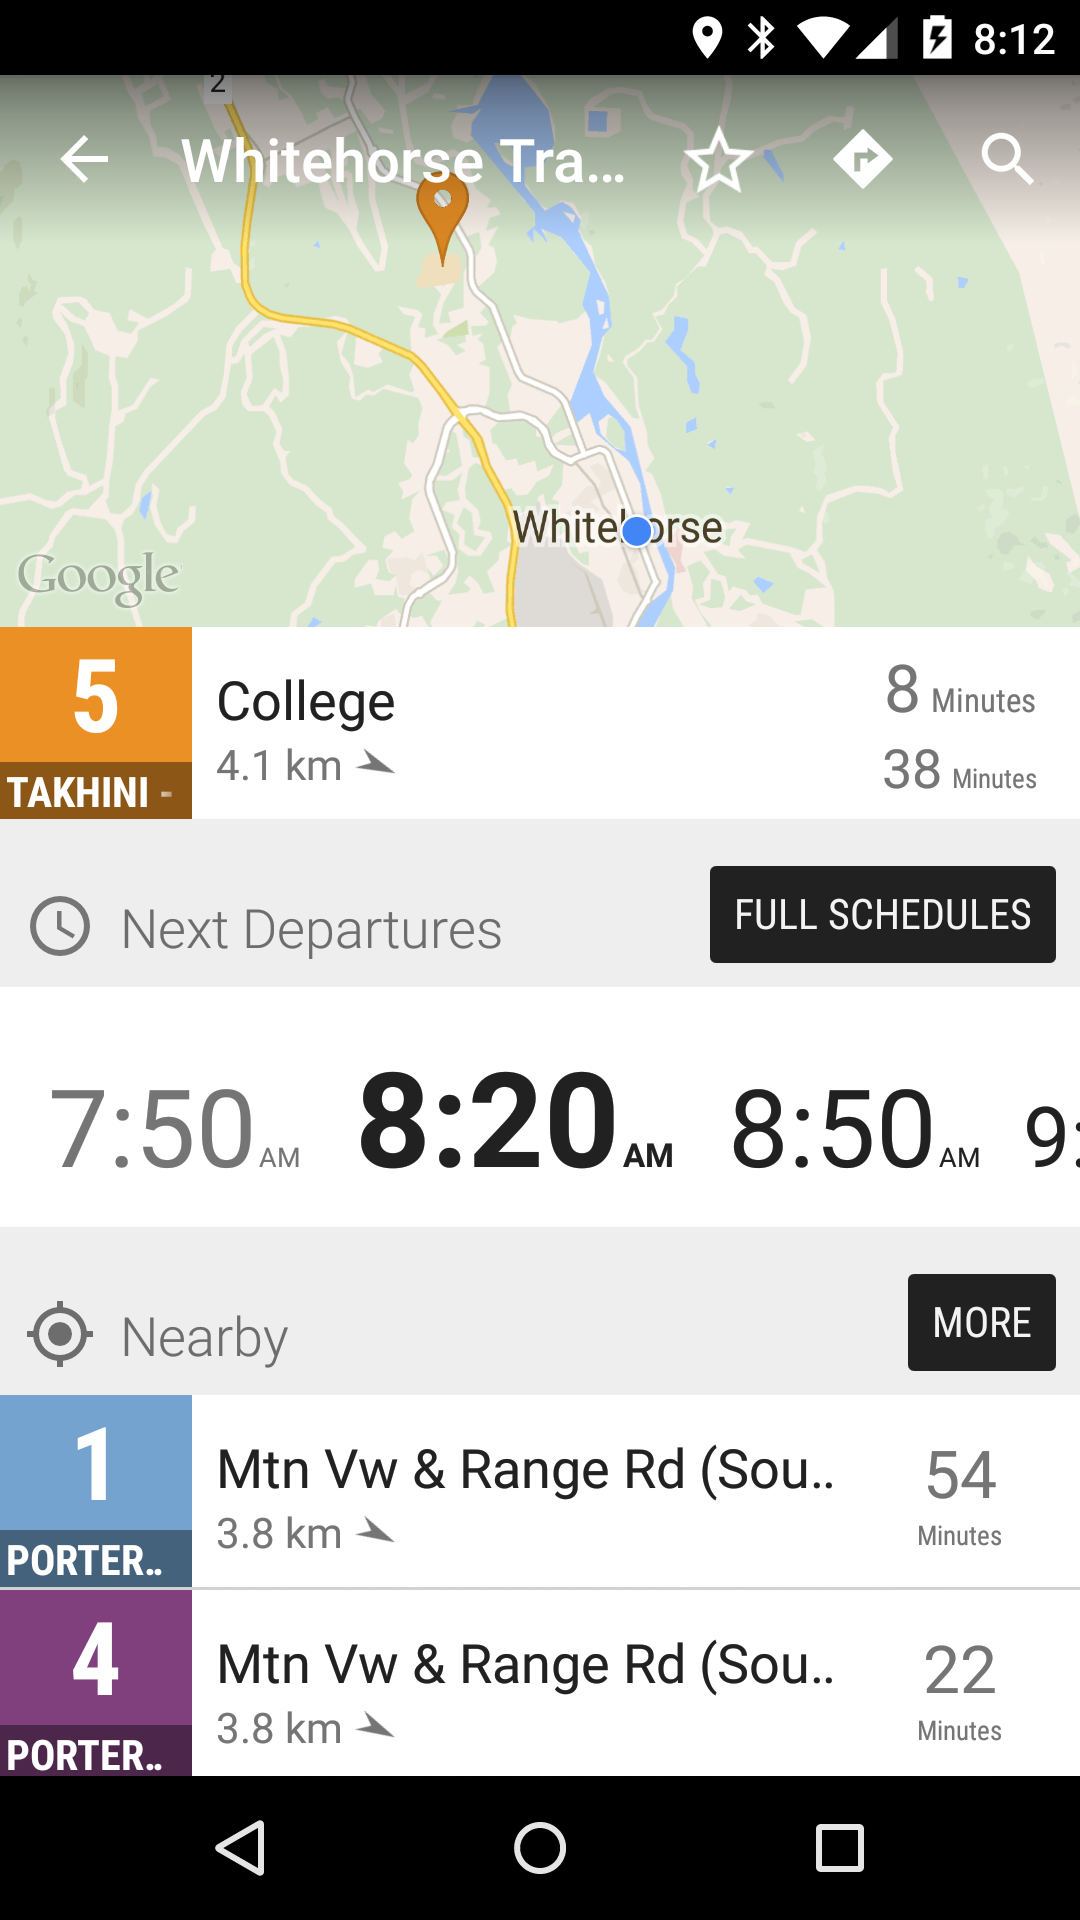 8:12
2
Whitehorse Tra...
Whitehorse
Google
5
College
8 Minutes
TAKHINI -
4.1 km
38 Minutes
Next Departures
FULL SCHEDULES
7:50 AM 8:20 AM 8:50 AM 9:
Nearby
MORE
1
Mtn Vw & Range Rd (Sou..
54
PORTER..
3.8 km
Minutes
4
Mtn Vw & Range Rd (Sou..
22
PORTER..
3.8 km
Minutes